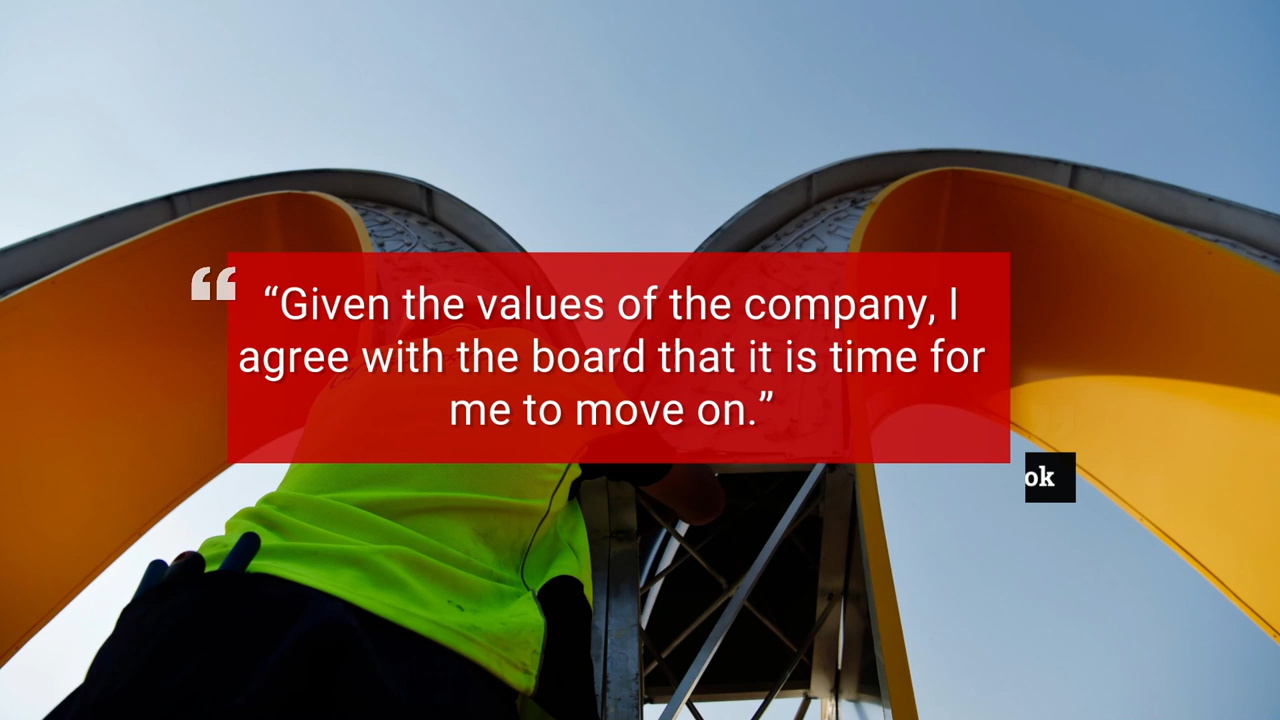 “Given the values of the company, I
agree with the board that it is time for
me to move on.”
ok